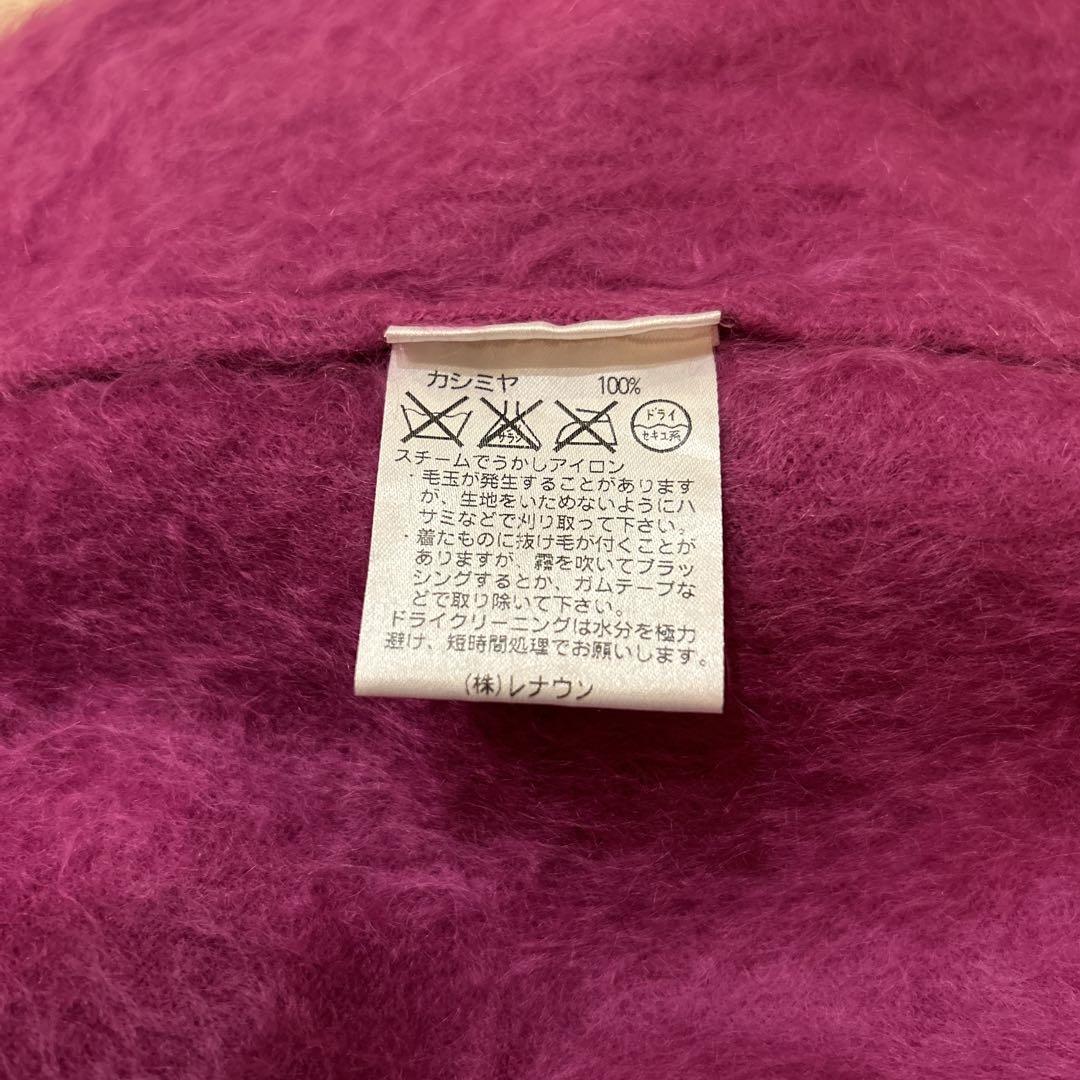 カシミヤ 100%
サラシ ドライ
セキユ系
スチームでうかしアイロン
・毛玉が発生することがあります
が、生地をいためないようにハ
サミなどで刈り取って下さい。
・着たものに抜け毛が付くことが
ありますが、霧を吹いてブラッ
シングするとか、ガムテープな
どで取り除いて下さい。
ドライクリーニングは水分を極力
避け、短時間処理でお願いします。
(株)レナウン